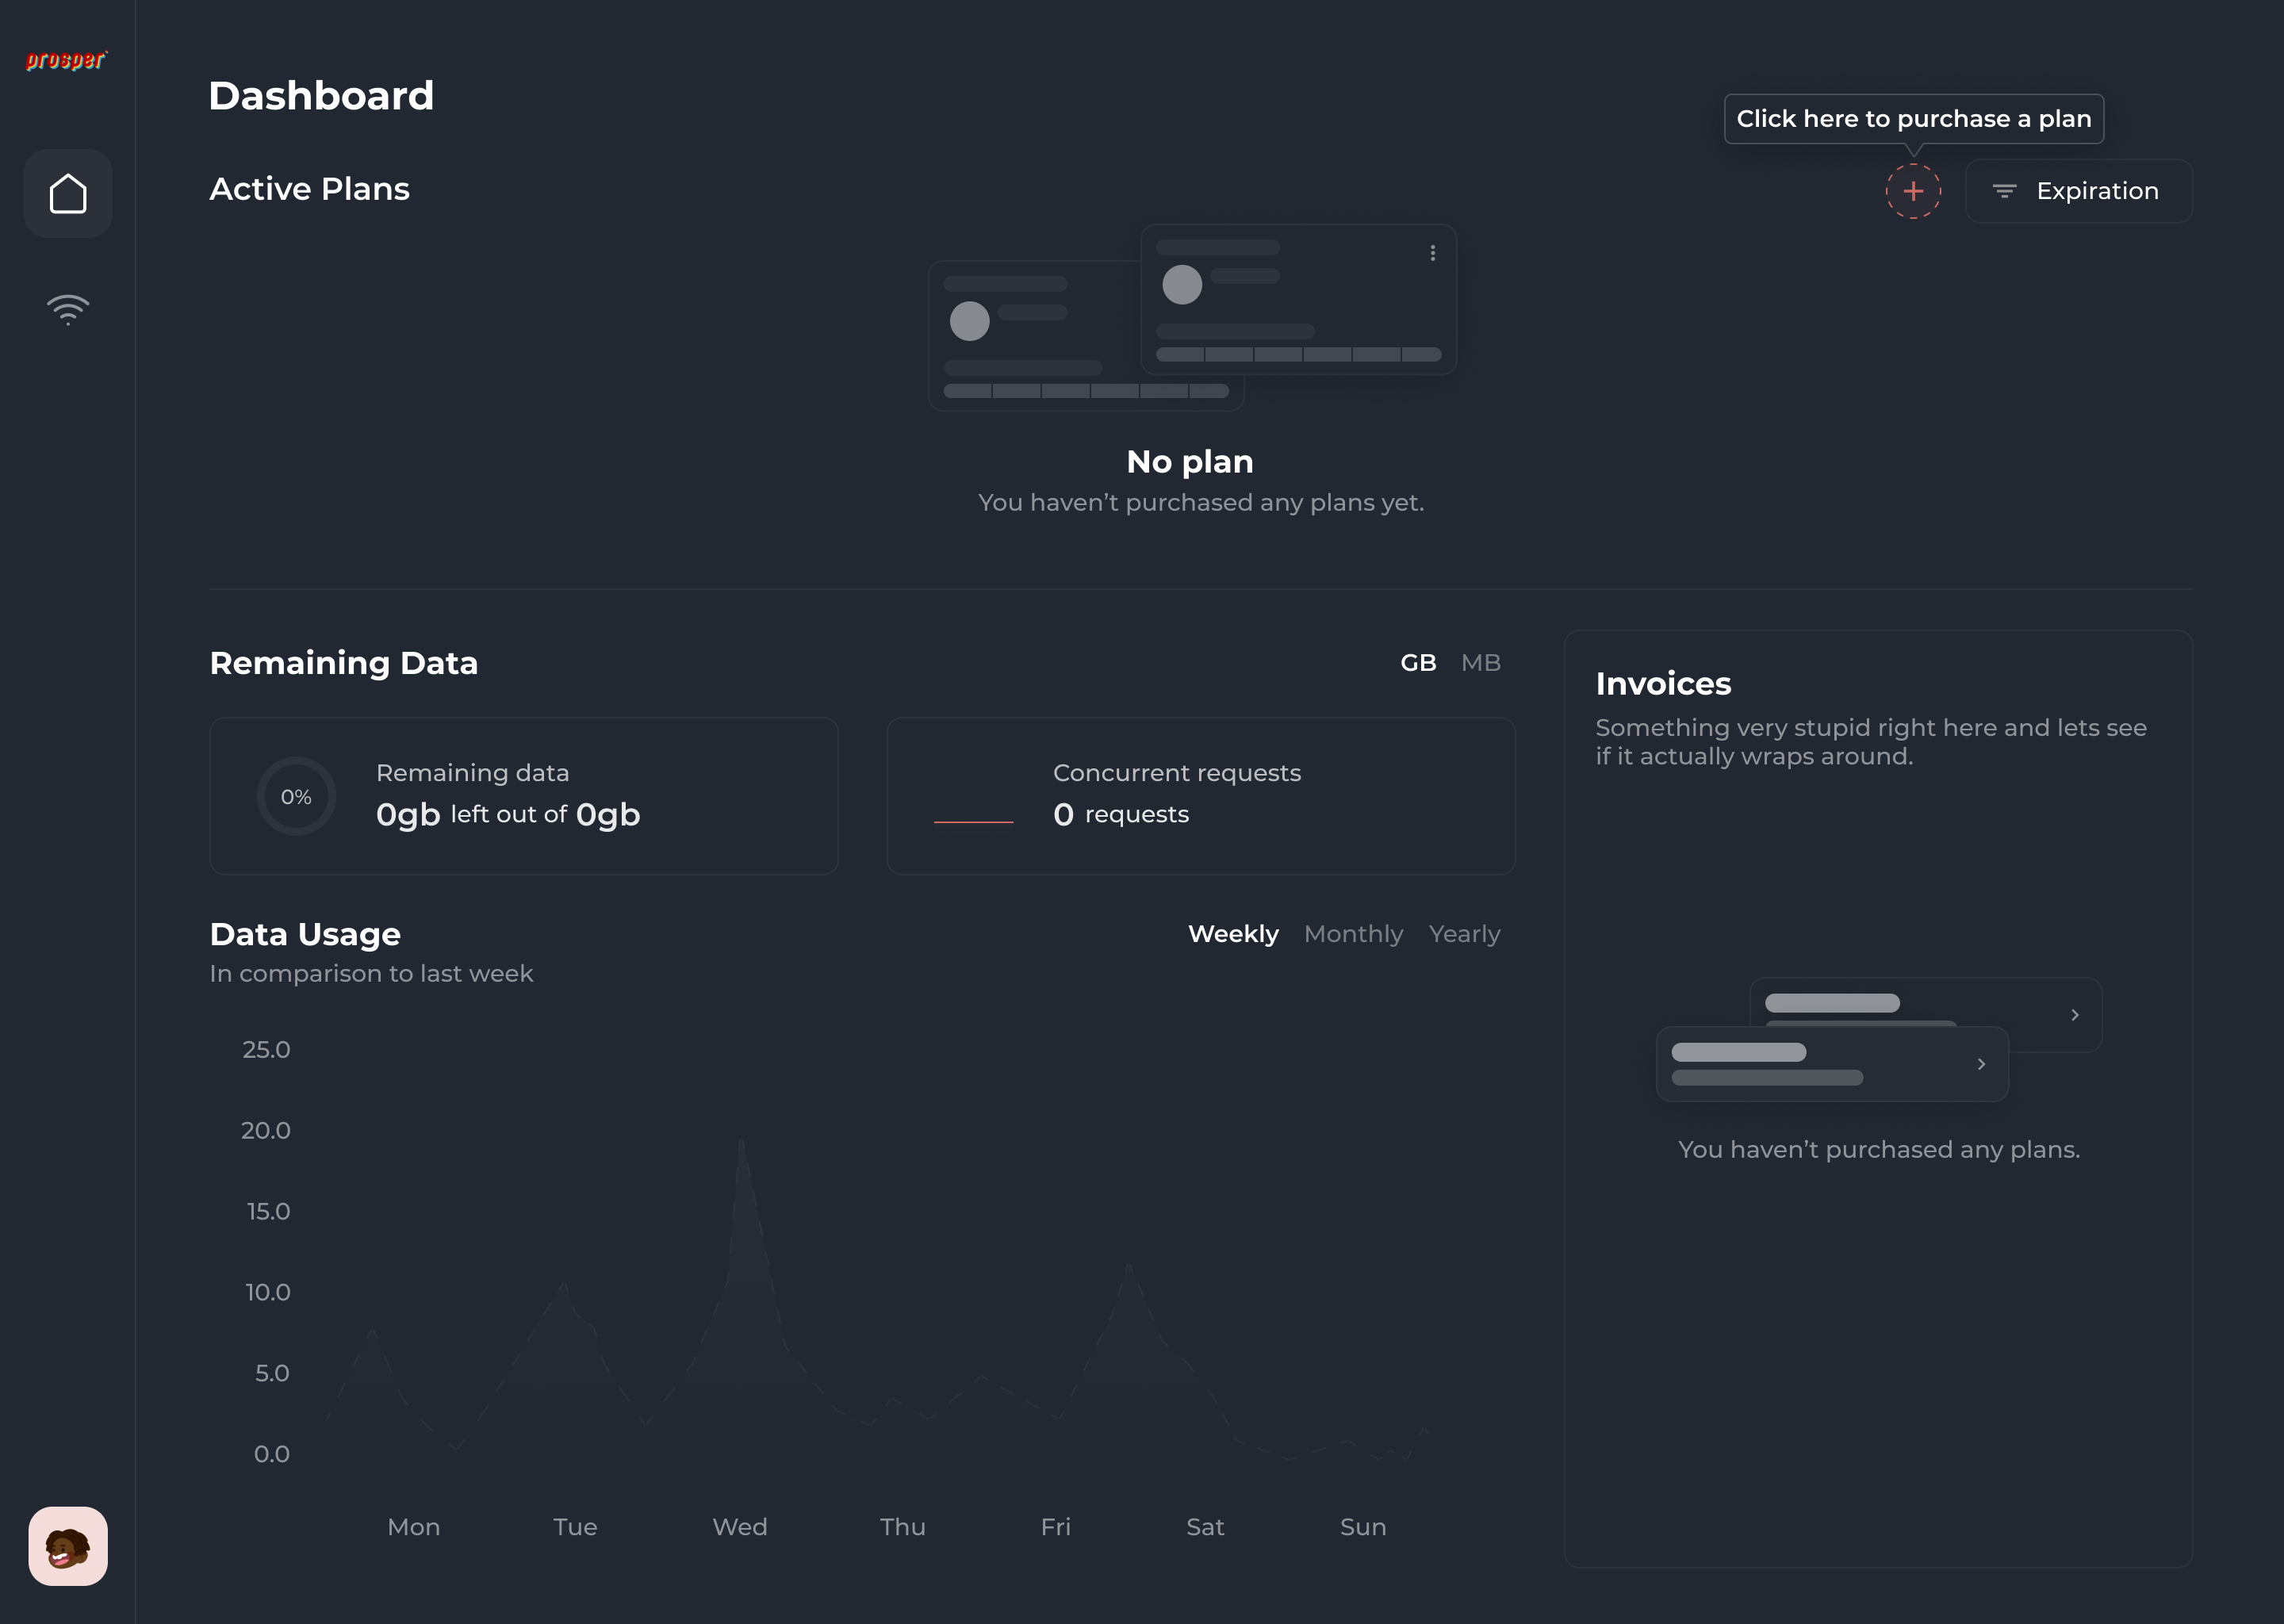 prosper
Dashboard
Click here to purchase a plan
Active Plans
Expiration
No plan
You haven’t purchased any plans yet.
Remaining Data
GB MB
Remaining data
0%
0gb left out of 0gb
Concurrent requests
0 requests
Data Usage
Weekly Monthly Yearly
In comparison to last week
25.0
20.0
15.0
10.0
5.0
0.0
Mon Tue Wed Thu Fri Sat Sun
Invoices
Something very stupid right here and lets see
if it actually wraps around.
You haven’t purchased any plans.